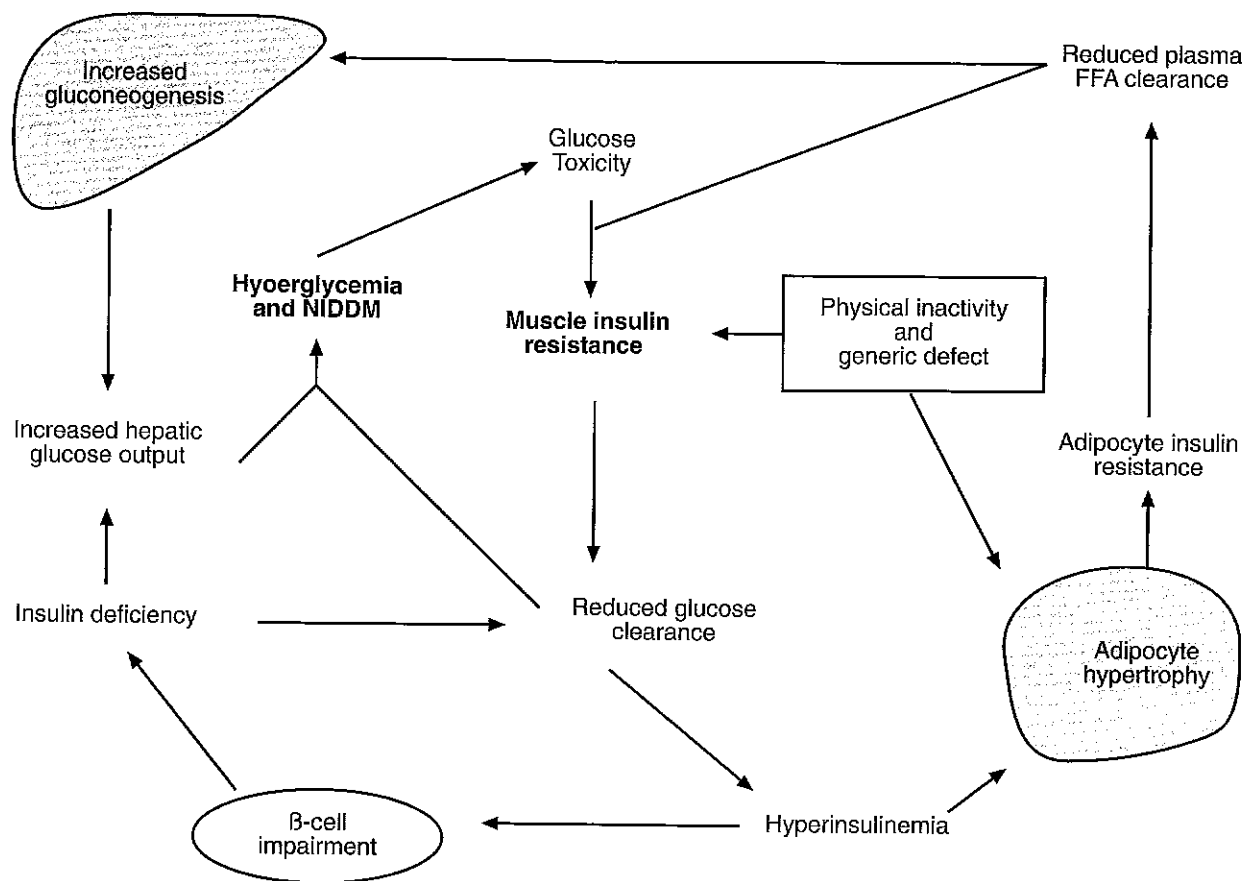 Increased
gluconeogenesis
Reduced plasma
FFA clearance
Glucose
Toxicity
Hyoerglycemia
and NIDDM
Muscle insulin
resistance
Physical inactivity
and
generic defect
Increased hepatic
glucose output
Adipocyte insulin
resistance
Insulin deficiency
Reduced glucose
clearance
Adipocyte
hypertrophy
ß-cell
impairment
Hyperinsulinemia